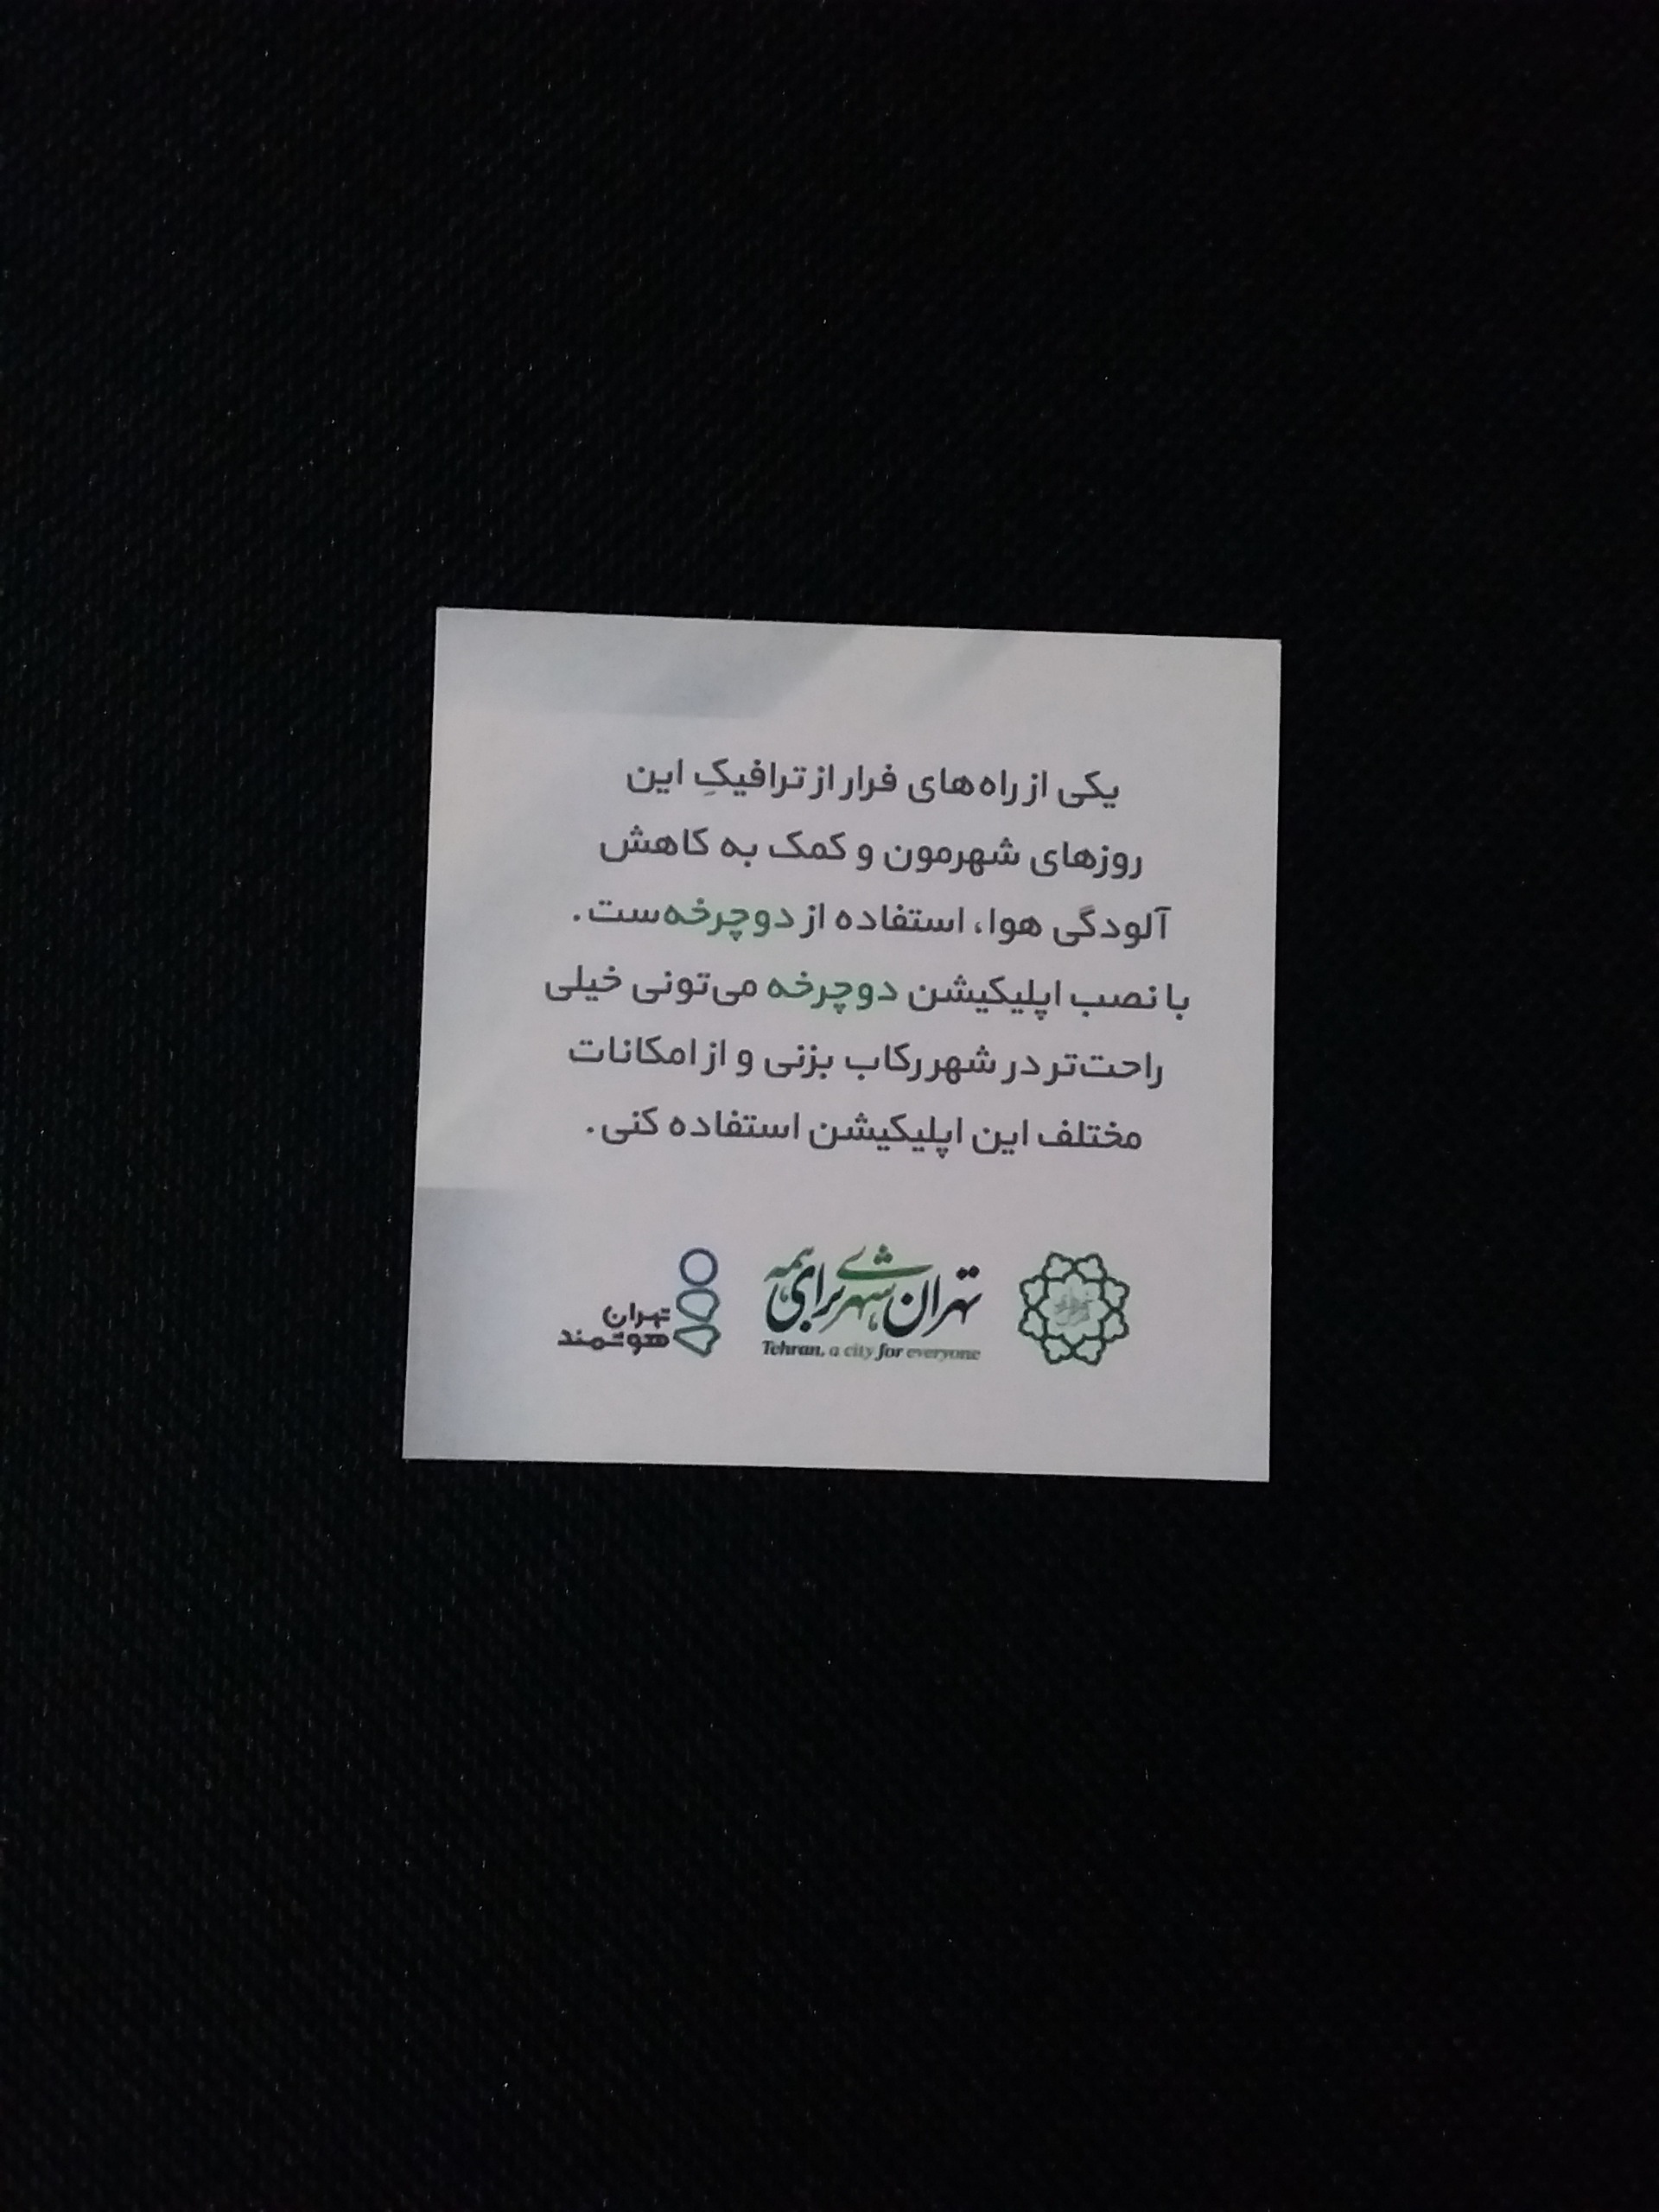 یکی از راه‌های فرار از ترافیکِ این
روزهای شهرمون و کمک به کاهش
آلودگی هوا، استفاده از دوچرخه‌ست.
با نصب اپلیکیشن دوچرخه می‌تونی خیلی
راحت‌تر در شهر رکاب بزنی و از امکانات
مختلف این اپلیکیشن استفاده کنی.
تهران شهری برای همه
Tehran, a city for everyone
تهران
هوشمند